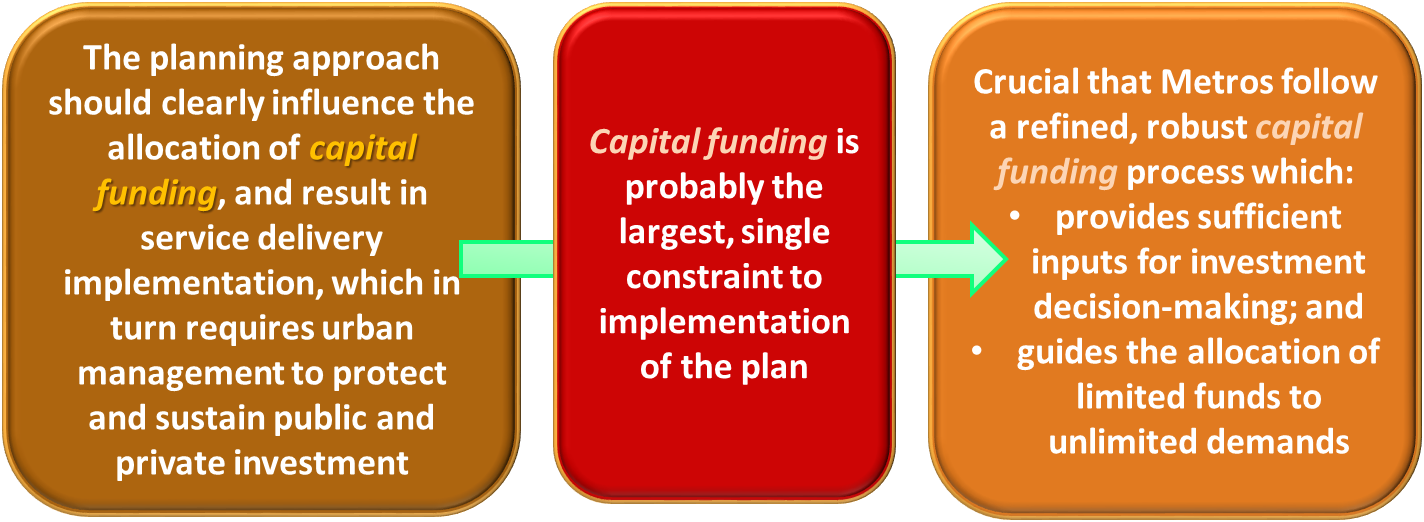 The planning approach
should clearly influence the
allocation of capital
funding, and result in
service delivery
implementation, which in
turn requires urban
management to protect
and sustain public and
private investment
Capital funding is
probably the
largest, single
constraint to
implementation
of the plan
Crucial that Metros follow
a refined, robust capital
funding process which:
• provides sufficient
inputs for investment
decision-making; and
• guides the allocation of
limited funds to
unlimited demands